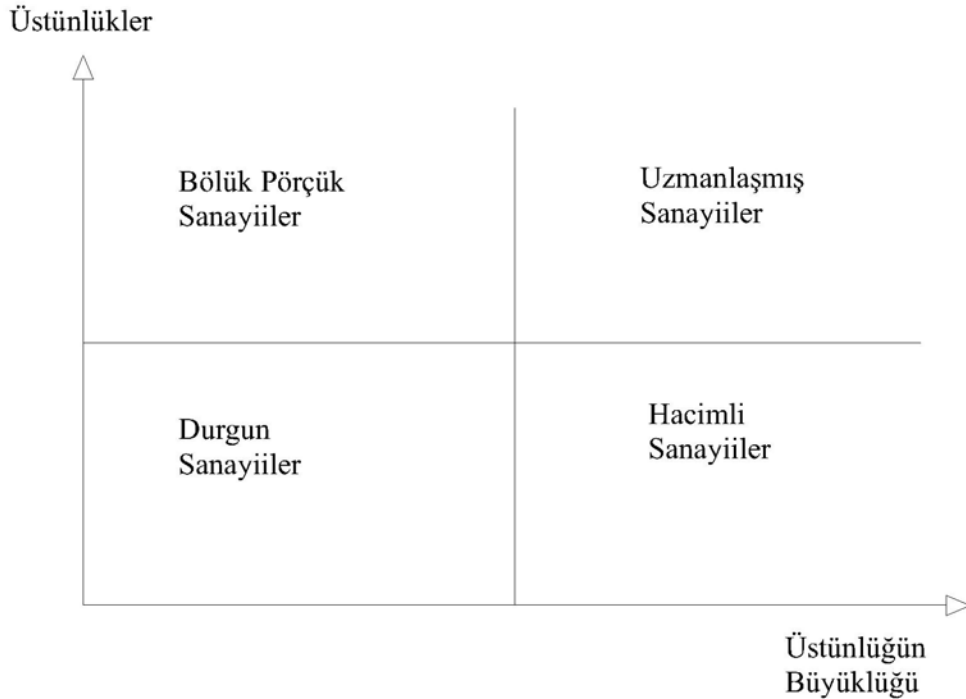 Üstünlükler
Bölük Pörçük
Sanayiiler
Uzmanlaşmış
Sanayiiler
Durgun
Sanayiiler
Hacimli
Sanayiiler
Üstünlüğün
Büyüklüğü